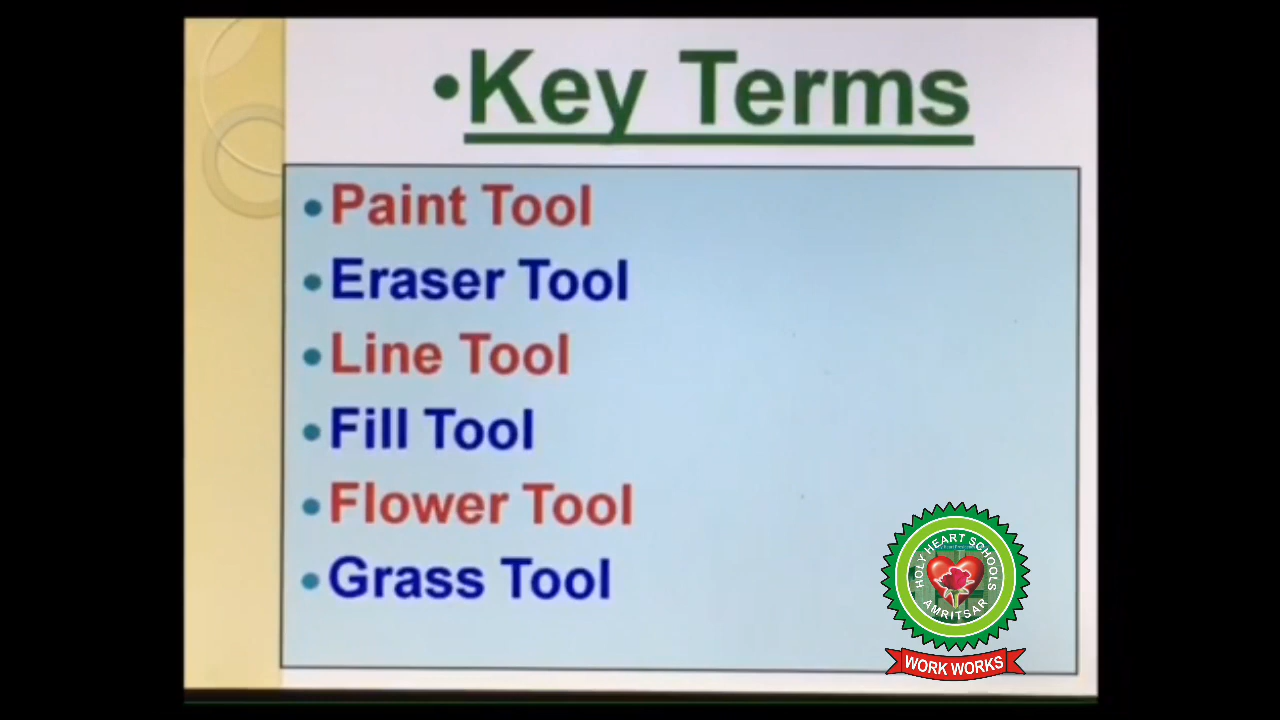 •Key Terms
•Paint Tool
•Eraser Tool
•Line Tool
•Fill Tool
•Flower Tool
•Grass Tool
HOLY HEART SCHOOLS
AMRITSAR
WORK WORKS